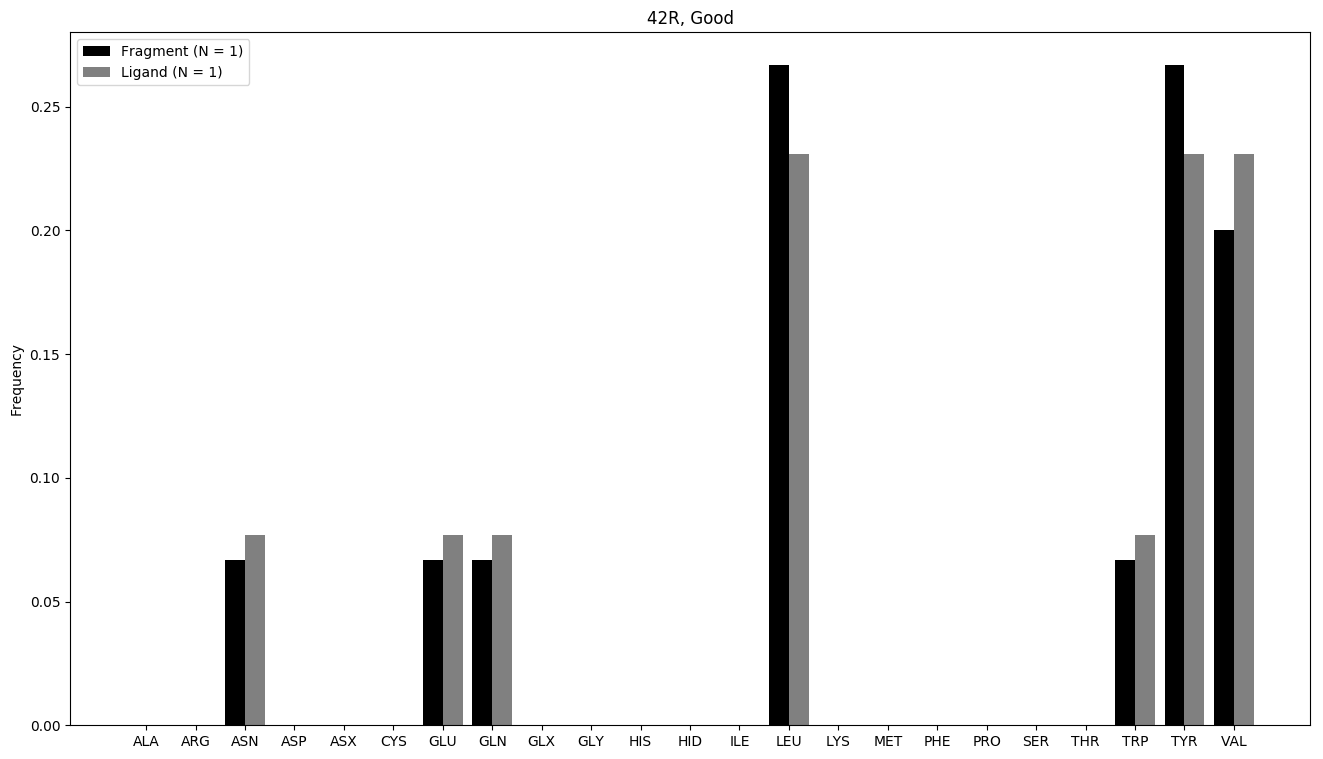 42R, Good
Fragment (N = 1)
Ligand (N = 1)
Frequency
0.25
0.20
0.15
0.10
0.05
0.00
ALA ARG ASN ASP ASX CYS GLU GLN GLX GLY HIS HID ILE LEU LYS MET PHE PRO SER THR TRP TYR VAL